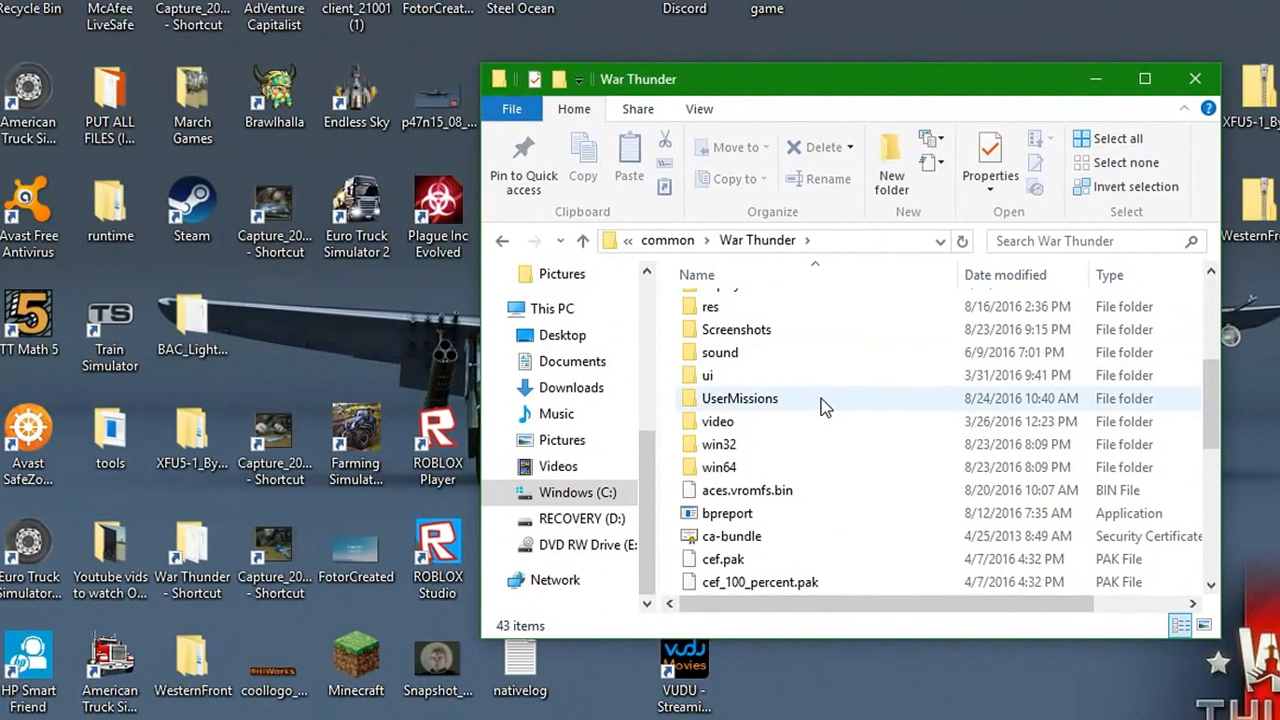 Recycle Bin
McAfee LiveSafe
Capture_20... - Shortcut
AdVenture Capitalist
client_21001 (1)
FotorCreat...
Steel Ocean
Discord
game
American Truck Si...
PUT ALL FILES (I...
March Games
Brawlhalla
Endless Sky
p47n15_08_...
Avast Free Antivirus
runtime
Steam
Capture_20... - Shortcut
Euro Truck Simulator 2
Plague Inc Evolved
TT Math 5
Train Simulator
BAC_Light...
Avast SafeZo...
tools
XFU5-1_By...
Capture_20... - Shortcut
Farming Simulat...
ROBLOX Player
Euro Truck Simulator...
Youtube vids to watch O...
War Thunder - Shortcut
Capture_20... - Shortcut
FotorCreated
ROBLOX Studio
HP Smart Friend
American Truck Si...
WesternFront
coollogo_...
Minecraft
Snapshot_...
nativelog
VUDU - Streami...
XFU5-1_By
WesternFron
War Thunder
File
Home
Share
View
Pin to Quick access
Copy
Paste
Clipboard
Move to
Copy to
Delete
Rename
Organize
New folder
New
Properties
Open
Select all
Select none
Invert selection
Select
« common > War Thunder >
Search War Thunder
Pictures
This PC
Desktop
Documents
Downloads
Music
Pictures
Videos
Windows (C:)
RECOVERY (D:)
DVD RW Drive (E:
Network
Name Date modified Type
res 8/16/2016 2:36 PM File folder
Screenshots 8/23/2016 9:15 PM File folder
sound 6/9/2016 7:01 PM File folder
ui 3/31/2016 9:41 PM File folder
UserMissions 8/24/2016 10:40 AM File folder
video 3/26/2016 12:23 PM File folder
win32 8/23/2016 8:09 PM File folder
win64 8/23/2016 8:09 PM File folder
aces.vromfs.bin 8/20/2016 10:07 AM BIN File
bpreport 8/12/2016 7:35 AM Application
ca-bundle 4/25/2013 8:49 AM Security Certificate
cef.pak 4/7/2016 4:32 PM PAK File
cef_100_percent.pak 4/7/2016 4:32 PM PAK File
43 items